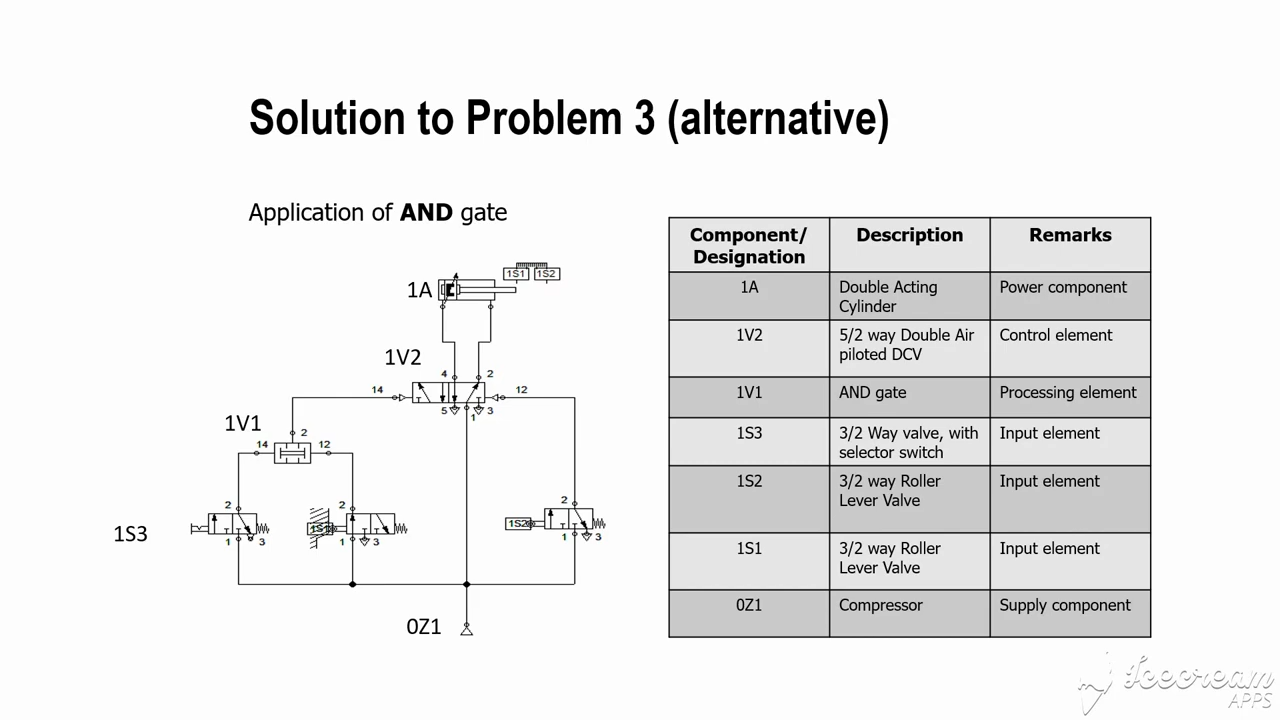 Solution to Problem 3 (alternative)
Application of AND gate
1S1 1S2
1A
1V2
4 2
14 12
5 1 3
1V1
2
14 12
2 2 2
1S3
1S1
1S2
1 3 1 3 1 3
0Z1
Component/ Designation Description Remarks
1A Double Acting Cylinder Power component
1V2 5/2 way Double Air piloted DCV Control element
1V1 AND gate Processing element
1S3 3/2 Way valve, with selector switch Input element
1S2 3/2 way Roller Lever Valve Input element
1S1 3/2 way Roller Lever Valve Input element
0Z1 Compressor Supply component
Icecream
APPS